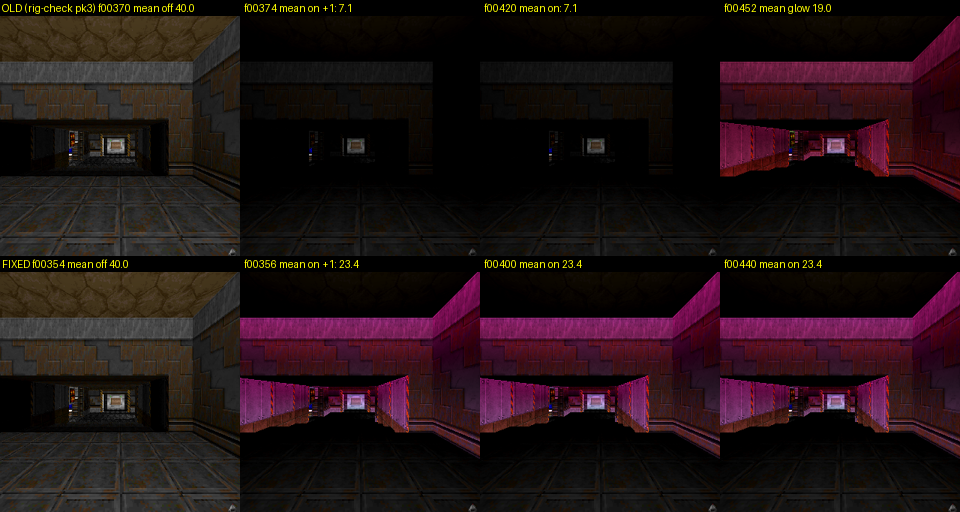 OLD (rig-check pk3) f00370 mean off 40.0
f00374 mean on +1: 7.1
f00420 mean on: 7.1
f00452 mean glow 19.0
FIXED f00354 mean off 40.0
f00356 mean on +1: 23.4
f00400 mean on 23.4
f00440 mean on 23.4